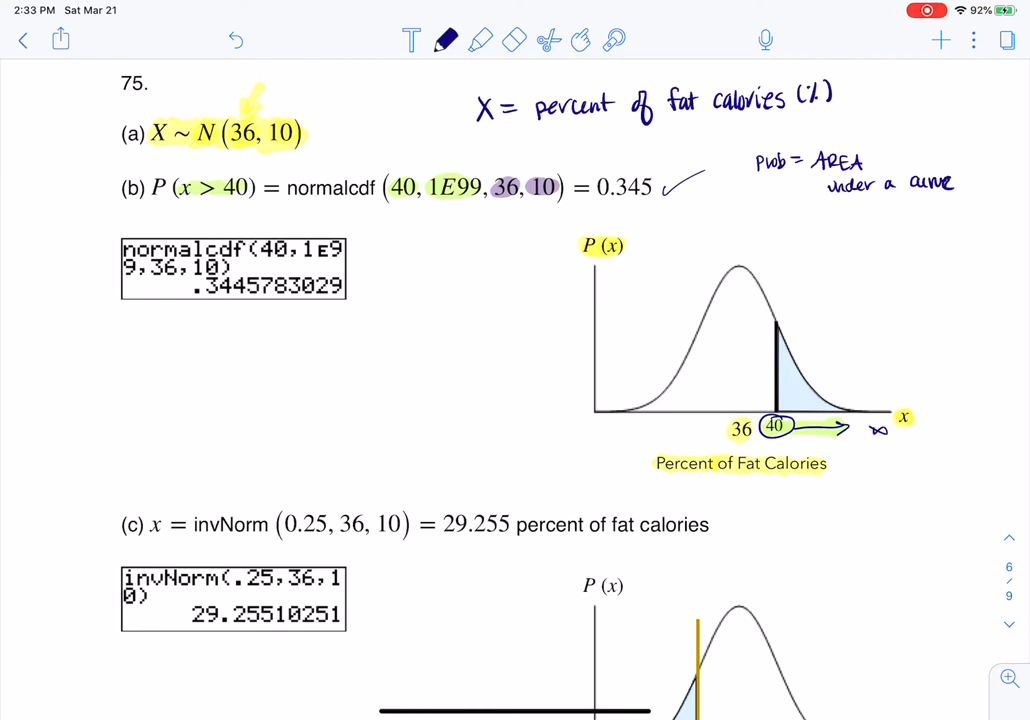 2:33 PM Sat Mar 21
92%
75.
X = percent of fat calories (%)
(a) X ~ N (36, 10)
prob = AREA
under a curve
(b) P (x > 40) = normalcdf (40, 1E99, 36, 10) = 0.345
normalcdf(40,1E9
9,36,10)
.3445783029
P (x)
36 40 ∞ x
Percent of Fat Calories
(c) x = invNorm (0.25, 36, 10) = 29.255 percent of fat calories
invNorm(.25,36,1
0)
29.25510251
P (x)
6
/
9